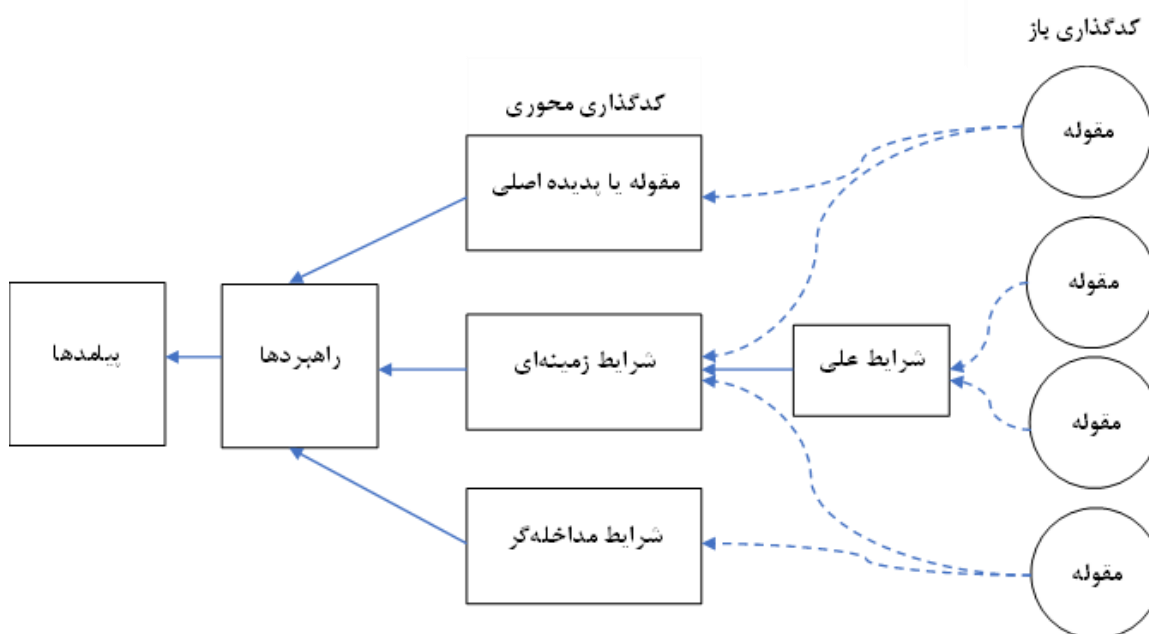 کدگذاری باز
مقوله
مقوله
مقوله
مقوله
شرایط علی
کدگذاری محوری
مقوله یا پدیده اصلی
شرایط زمینه‌ای
شرایط مداخله‌گر
راهبردها
پیامدها